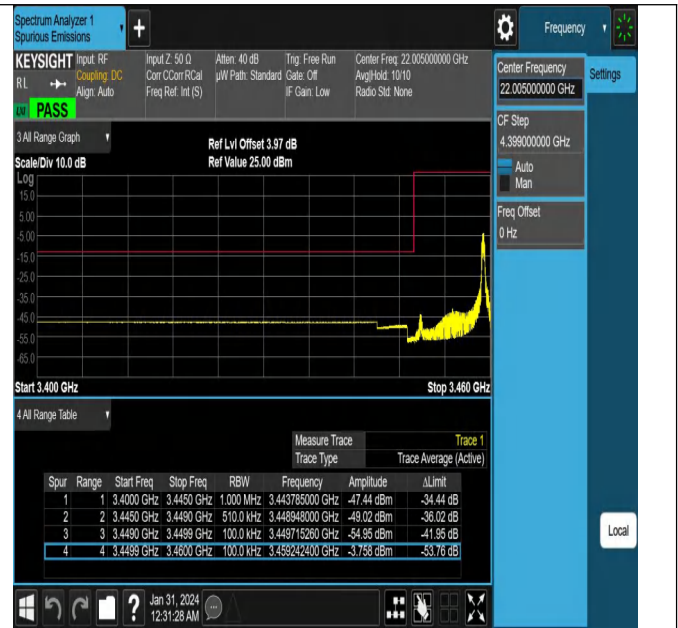 Spectrum Analyzer 1
Spurious Emissions
+
Frequency
KEYSIGHT
RL
PASS
Input: RF
Coupling: DC
Align: Auto
Input Z: 50 Ω
Corr CCorr RCal
Freq Ref: Int (S)
Atten: 40 dB
µW Path: Standard
Trig: Free Run
Gate: Off
IF Gain: Low
Center Freq: 22.005000000 GHz
Avg|Hold: 10/10
Radio Std: None
Center Frequency
22.005000000 GHz
Settings
CF Step
4.399000000 GHz
Auto
Man
Freq Offset
0 Hz
3 All Range Graph
Scale/Div 10.0 dB
Ref Lvl Offset 3.97 dB
Ref Value 25.00 dBm
Log
15.0
5.00
-5.00
-15.0
-25.0
-35.0
-45.0
-55.0
-65.0
Start 3.400 GHz
Stop 3.460 GHz
4 All Range Table
Measure Trace Trace 1
Trace Type Trace Average (Active)
Spur Range Start Freq Stop Freq RBW Frequency Amplitude ΔLimit
1 1 3.4000 GHz 3.4450 GHz 1.000 MHz 3.443785000 GHz -47.44 dBm -34.44 dB
2 2 3.4450 GHz 3.4490 GHz 510.0 kHz 3.448948000 GHz -49.02 dBm -36.02 dB
3 3 3.4490 GHz 3.4499 GHz 100.0 kHz 3.449715260 GHz -54.95 dBm -41.95 dB
4 4 3.4499 GHz 3.4600 GHz 100.0 kHz 3.459242400 GHz -3.758 dBm -53.76 dB
Local
?
Jan 31, 2024
12:31:28 AM